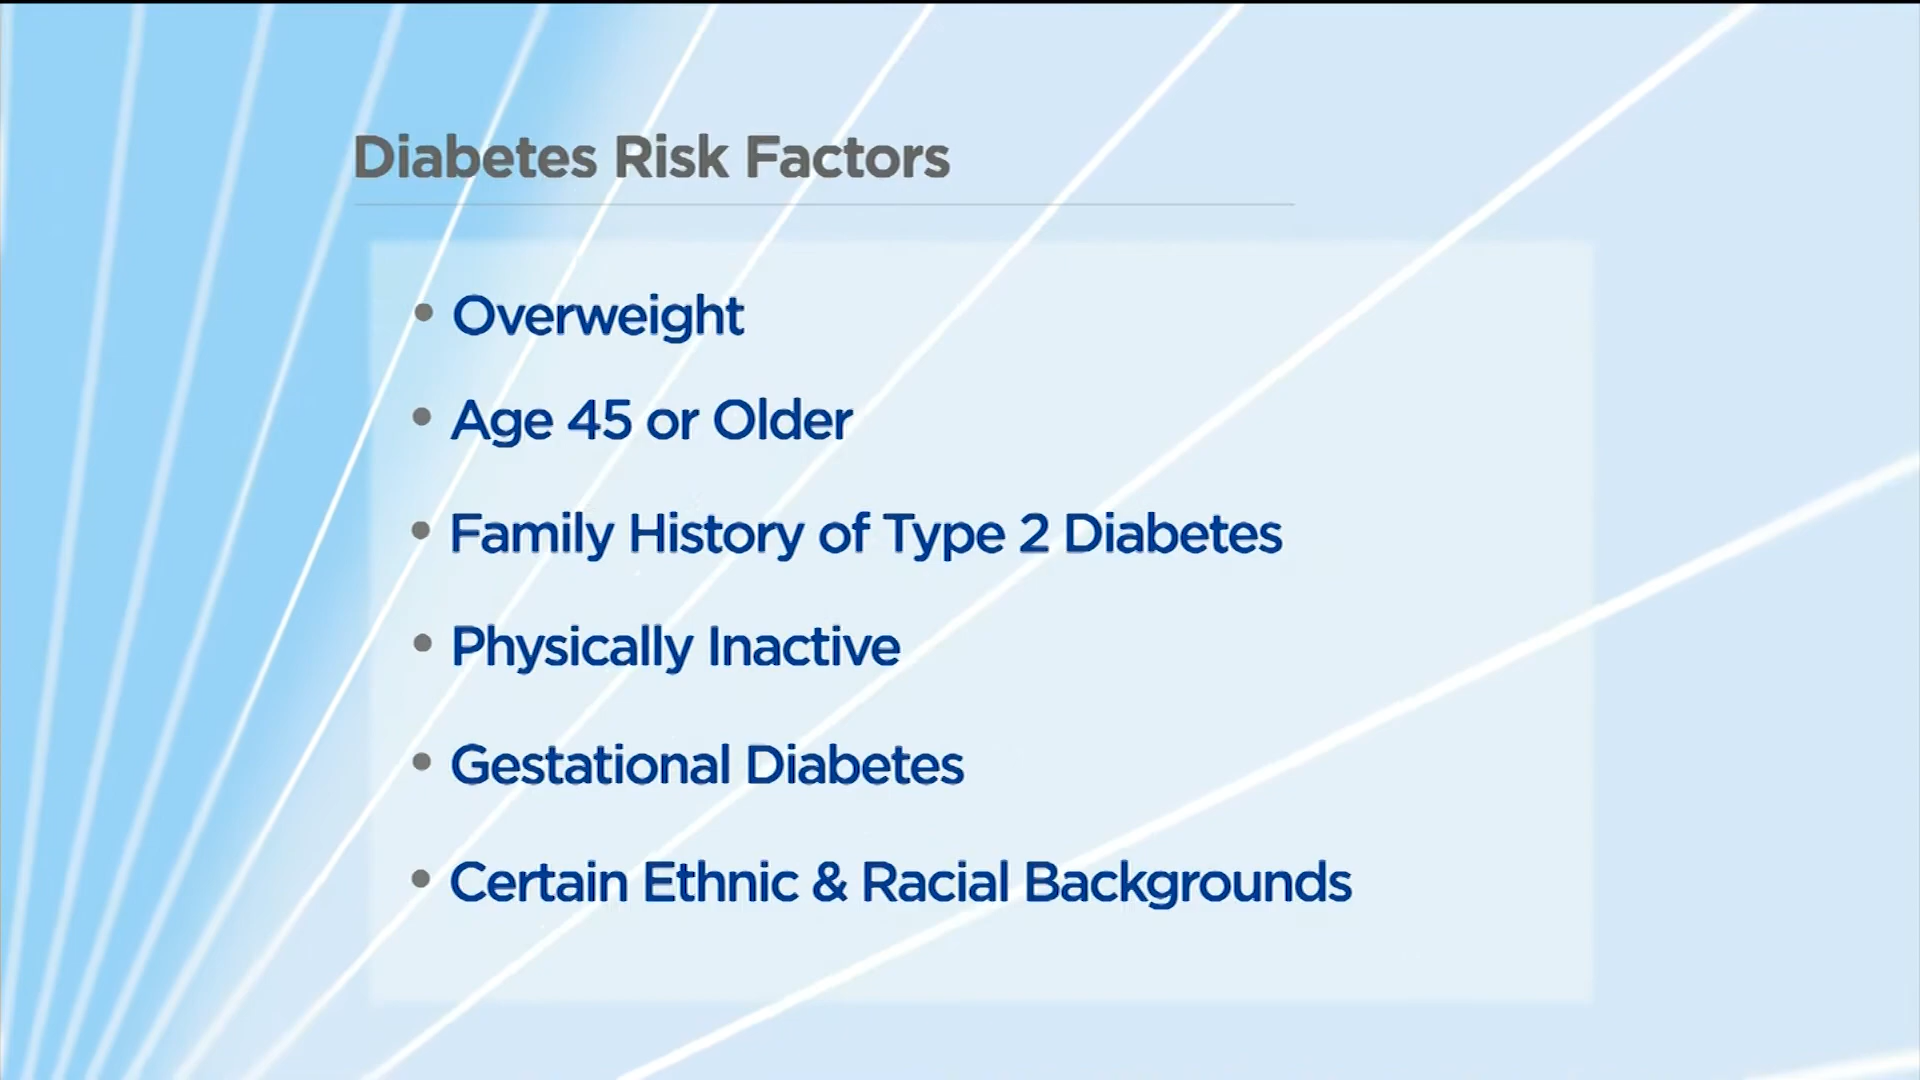 Diabetes Risk Factors
• Overweight
• Age 45 or Older
• Family History of Type 2 Diabetes
• Physically Inactive
• Gestational Diabetes
• Certain Ethnic & Racial Backgrounds